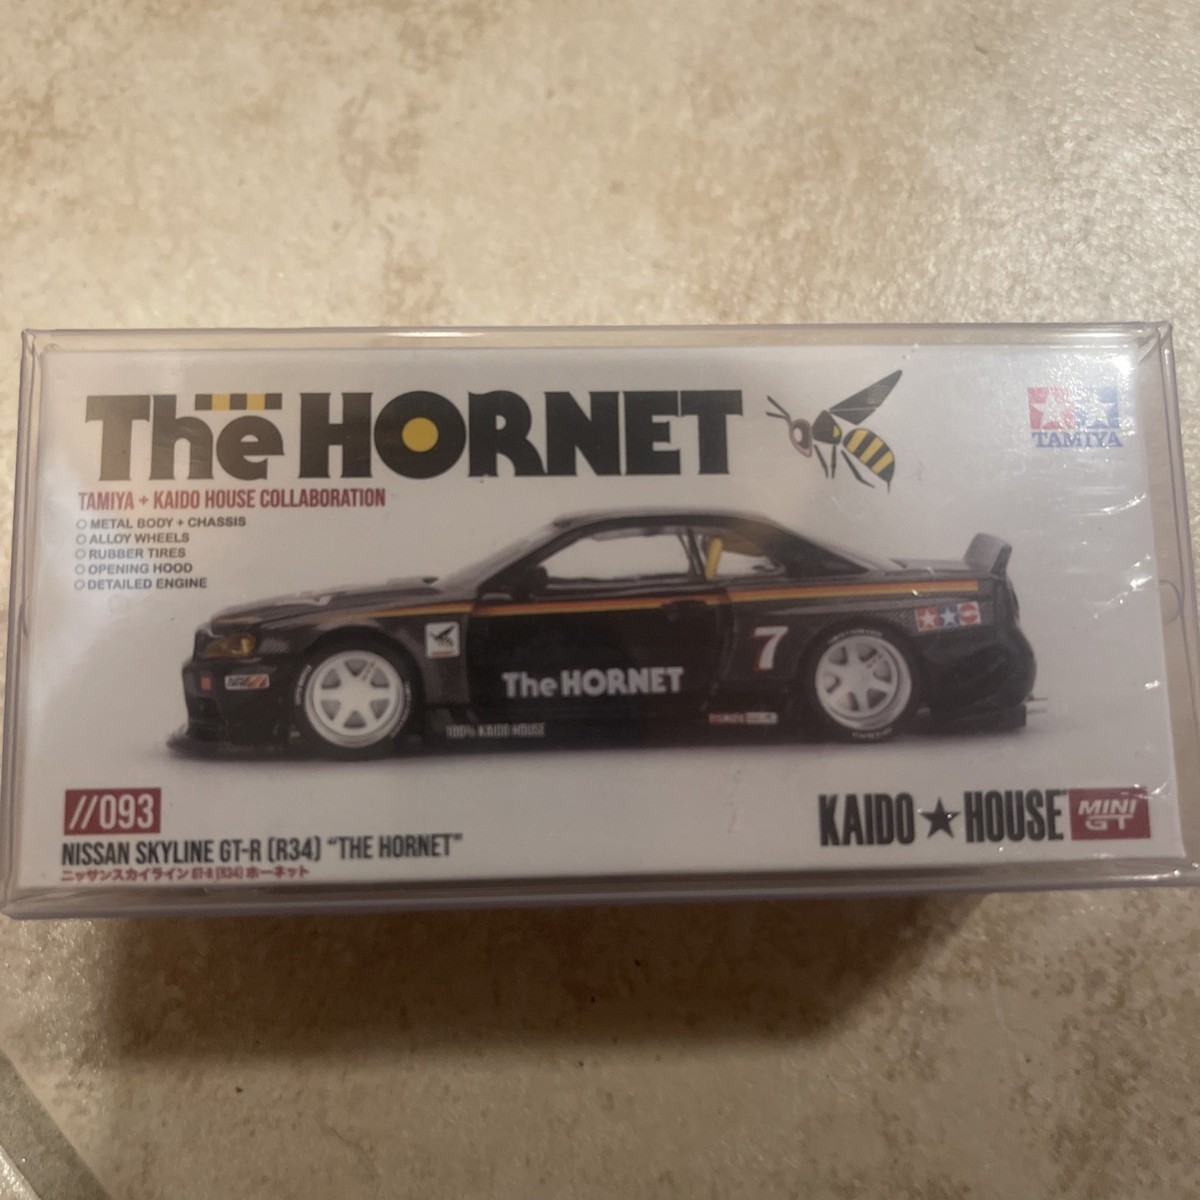 The HORNET
TAMIYA
TAMIYA + KAIDO HOUSE COLLABORATION
METAL BODY + CHASSIS
ALLOY WHEELS
RUBBER TIRES
OPENING HOOD
DETAILED ENGINE
7
The HORNET
100% KAIDO HOUSE
//093
KAIDO★HOUSE MINI GT
NISSAN SKYLINE GT-R (R34) "THE HORNET"
ニッサンスカイライン GT-R (R34) ホーネット